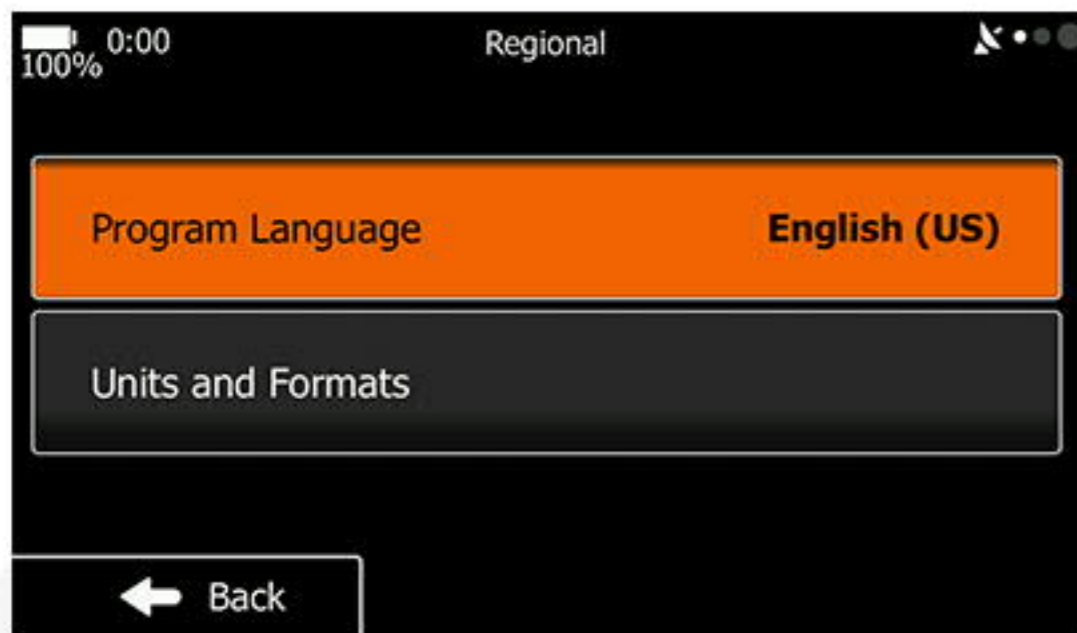 0:00
100%
Regional
Program Language English (US)
Units and Formats
Back